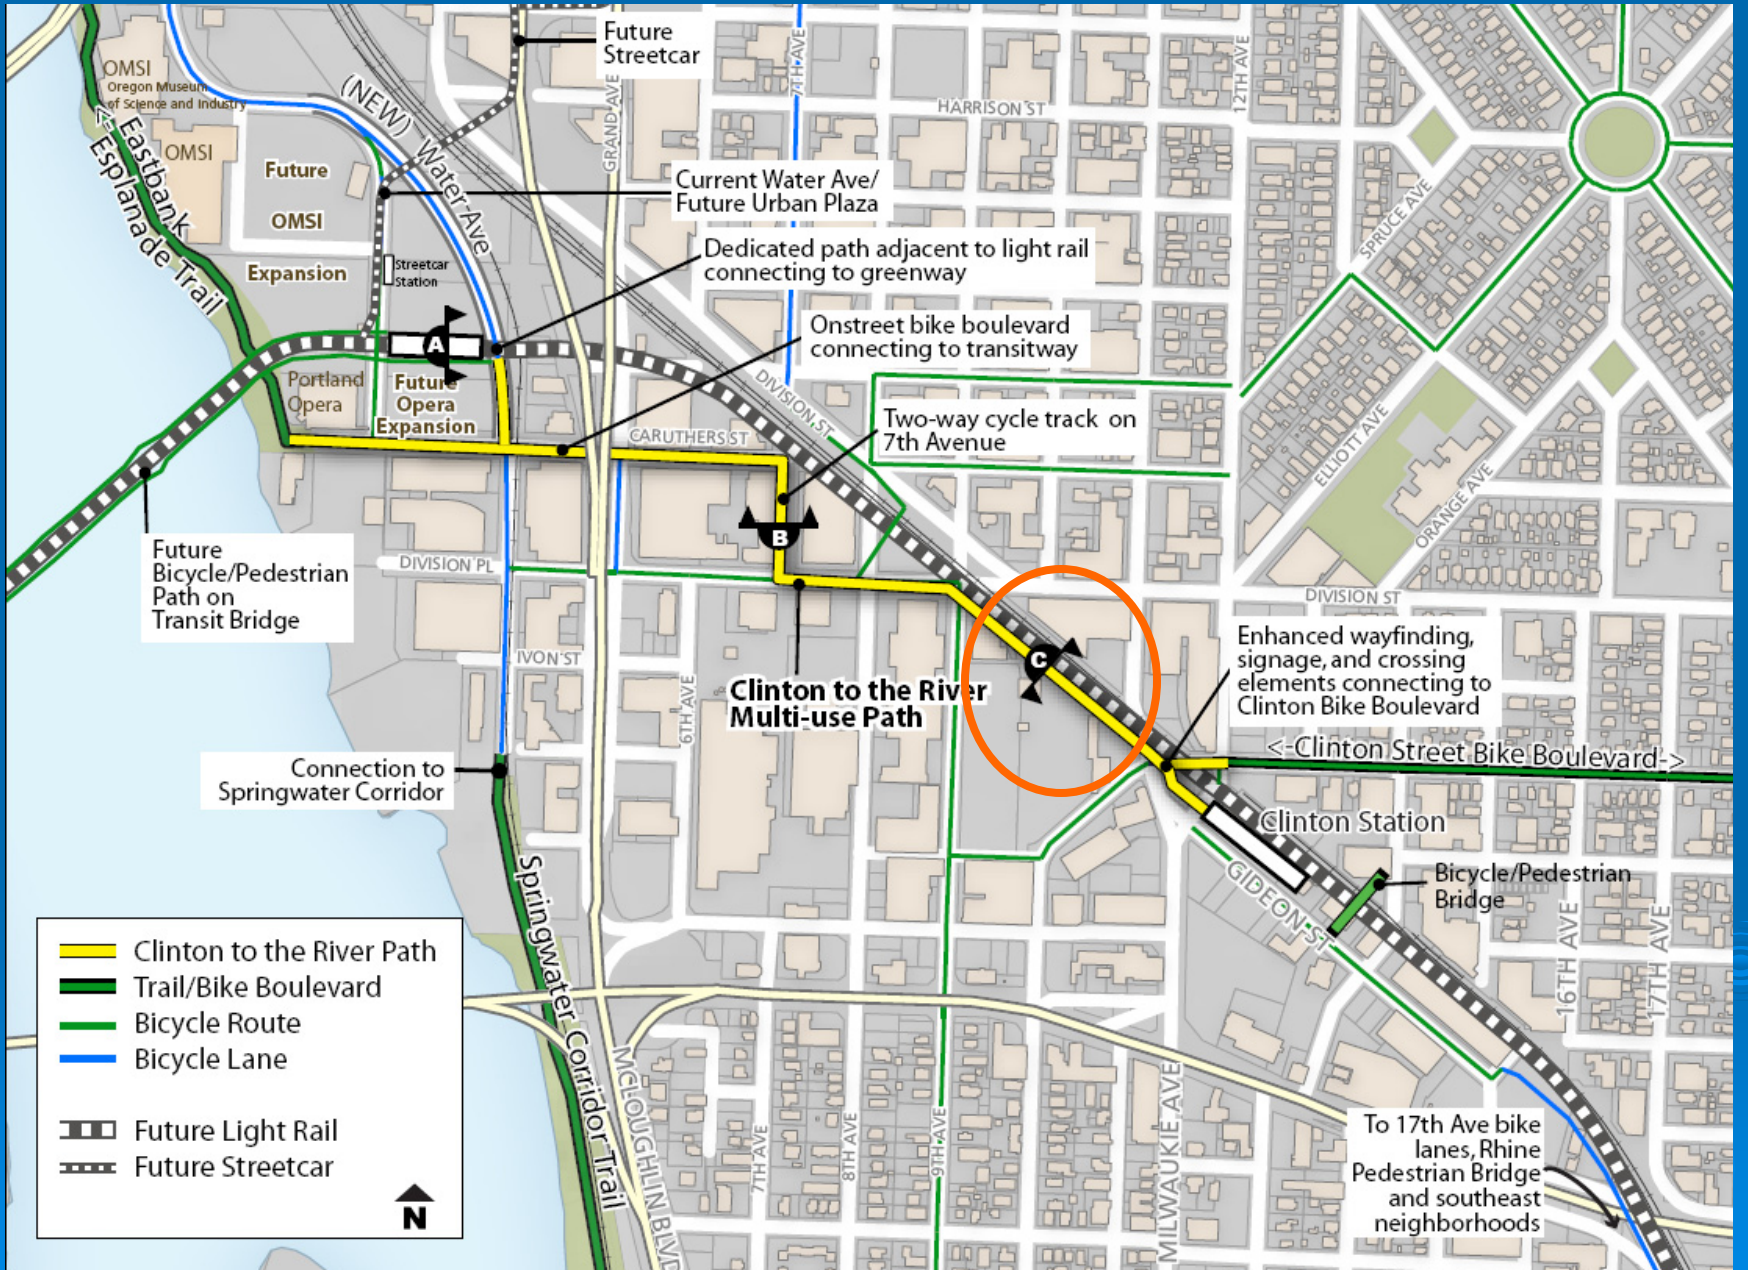 Future
Streetcar
7TH AVE
GRAND AVE
12TH AVE
HARRISON ST
OMSI
Oregon Museum
of Science and Industry
(NEW) Water Ave
<- Eastbank
Esplanade Trail
OMSI
Future
OMSI
Expansion
Current Water Ave/
Future Urban Plaza
SPRUCE AVE
Dedicated path adjacent to light rail
connecting to greenway
Streetcar
Station
Onstreet bike boulevard
connecting to transitway
A
Portland
Opera
Future
Opera
Expansion
DIVISION ST
CARUTHERS ST
Two-way cycle track on
7th Avenue
ELLIOTT AVE
ORANGE AVE
B
Future
Bicycle/Pedestrian
Path on
Transit Bridge
DIVISION PL
DIVISION ST
IVON ST
6TH AVE
C
Clinton to the River
Multi-use Path
Enhanced wayfinding,
signage, and crossing
elements connecting to
Clinton Bike Boulevard
<-Clinton Street Bike Boulevard->
Connection to
Springwater Corridor
Clinton Station
GIDEON ST
Bicycle/Pedestrian
Bridge
16TH AVE
17TH AVE
Springwater Corridor Trail
MCLOUGHLIN BLVD
7TH AVE
8TH AVE
9TH AVE
MILWAUKIE AVE
To 17th Ave bike
lanes, Rhine
Pedestrian Bridge
and southeast
neighborhoods
Clinton to the River Path
Trail/Bike Boulevard
Bicycle Route
Bicycle Lane
Future Light Rail
Future Streetcar
N